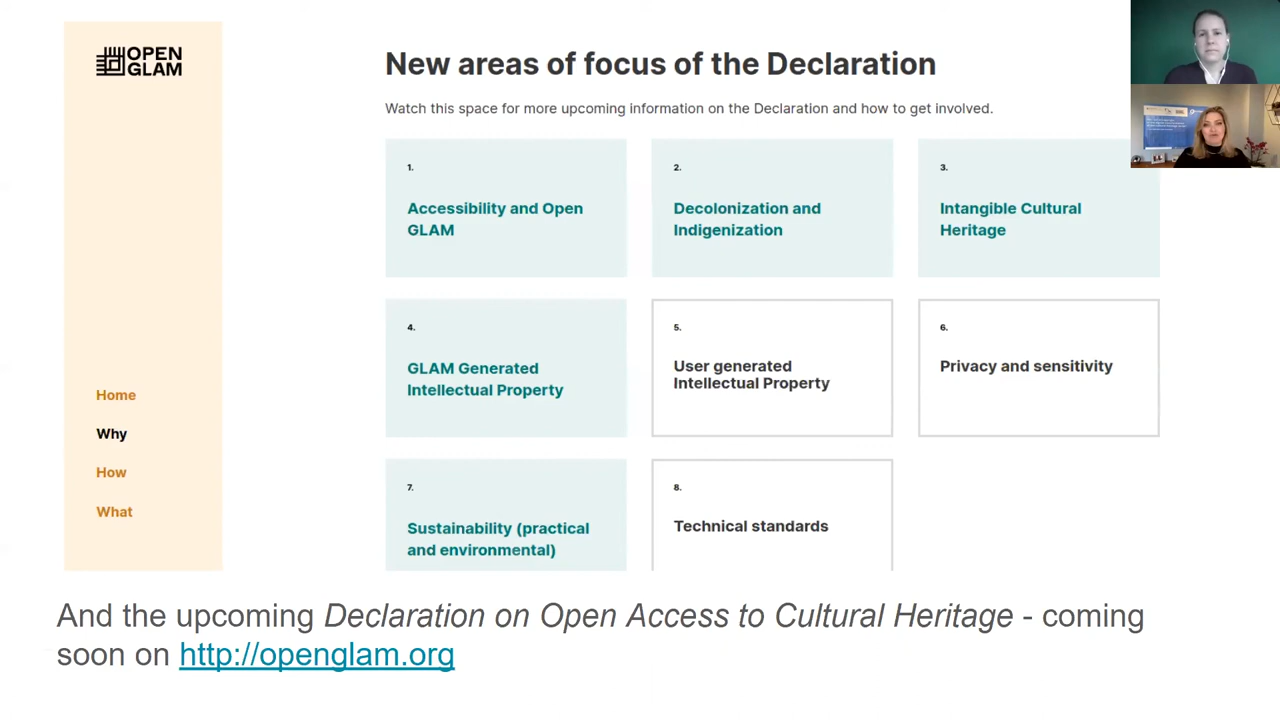 OPEN
GLAM
New areas of focus of the Declaration
Watch this space for more upcoming information on the Declaration and how to get involved.
1.
Accessibility and Open
GLAM
2.
Decolonization and
Indigenization
3.
Intangible Cultural
Heritage
4.
GLAM Generated
Intellectual Property
5.
User generated
Intellectual Property
6.
Privacy and sensitivity
7.
Sustainability (practical
and environmental)
8.
Technical standards
Home
Why
How
What
And the upcoming Declaration on Open Access to Cultural Heritage - coming
soon on http://openglam.org